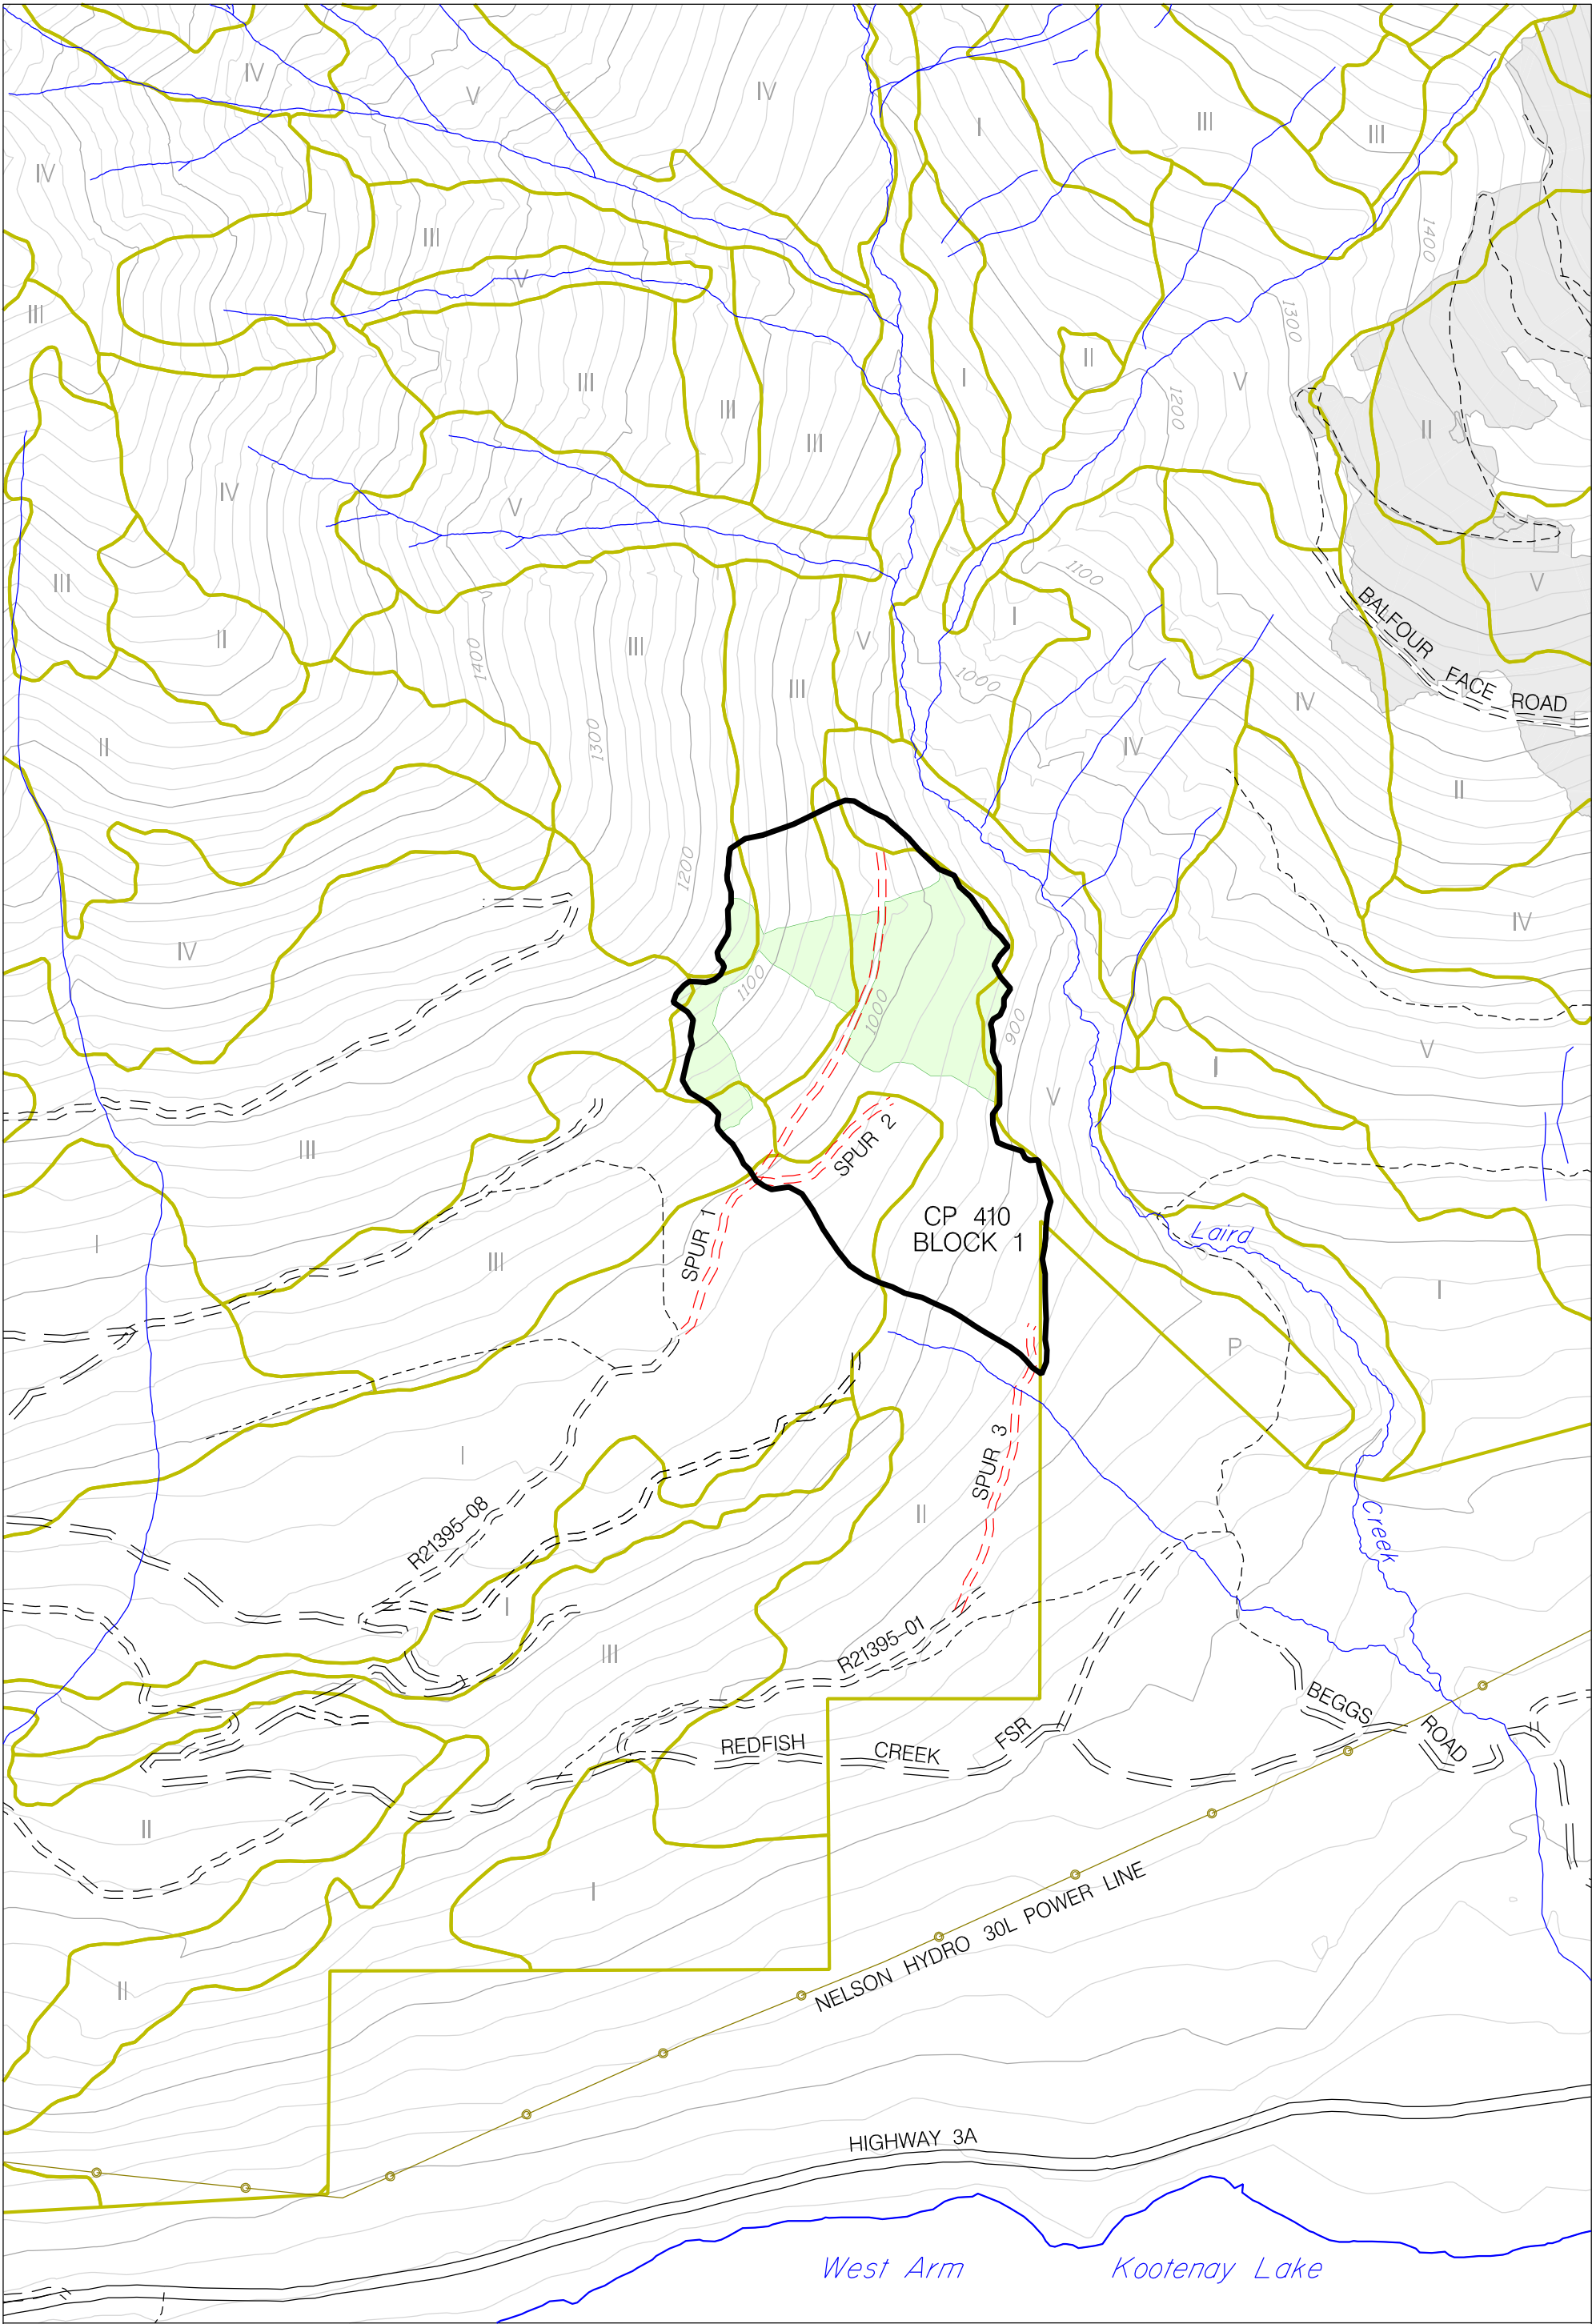 IV
V
IV
I
III
III
IV
III
1400
V
III
1300
III
I
II
V
III
III
III
1200
II
IV
V
1100
III
V
BALFOUR
I
II
III
V
1400
III
1000
FACE ROAD
IV
II
1300
IV
II
1200
IV
IV
1100
1000
900
V
I
V
SPUR 2
III
CP 410
BLOCK 1
Laird
I
SPUR 1
III
I
P
I
SPUR 3
R21395-08
II
Creek
I
R21395-01
III
BEGGS
ROAD
REDFISH
CREEK
FSR
II
I
NELSON HYDRO 30L POWER LINE
II
HIGHWAY 3A
West Arm
Kootenay Lake